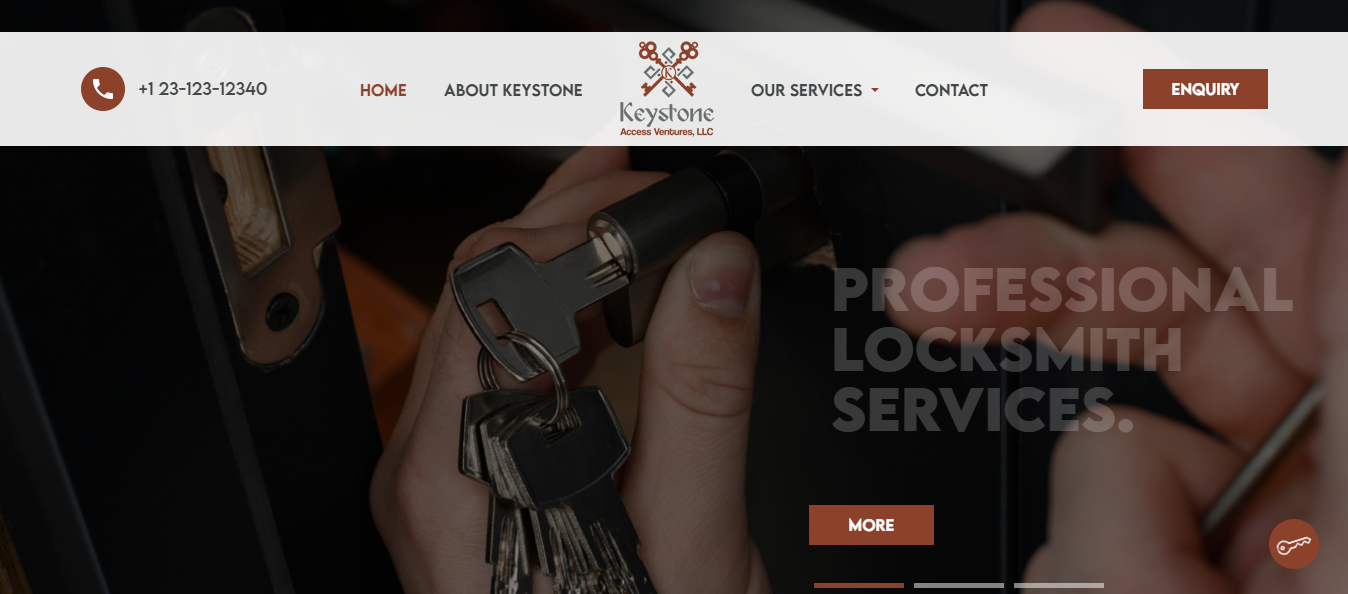 +1 23-123-12340
HOME
ABOUT KEYSTONE
K
Keystone
Access Ventures, LLC
OUR SERVICES
CONTACT
ENQUIRY
PROFESSIONAL
LOCKSMITH
SERVICES.
MORE